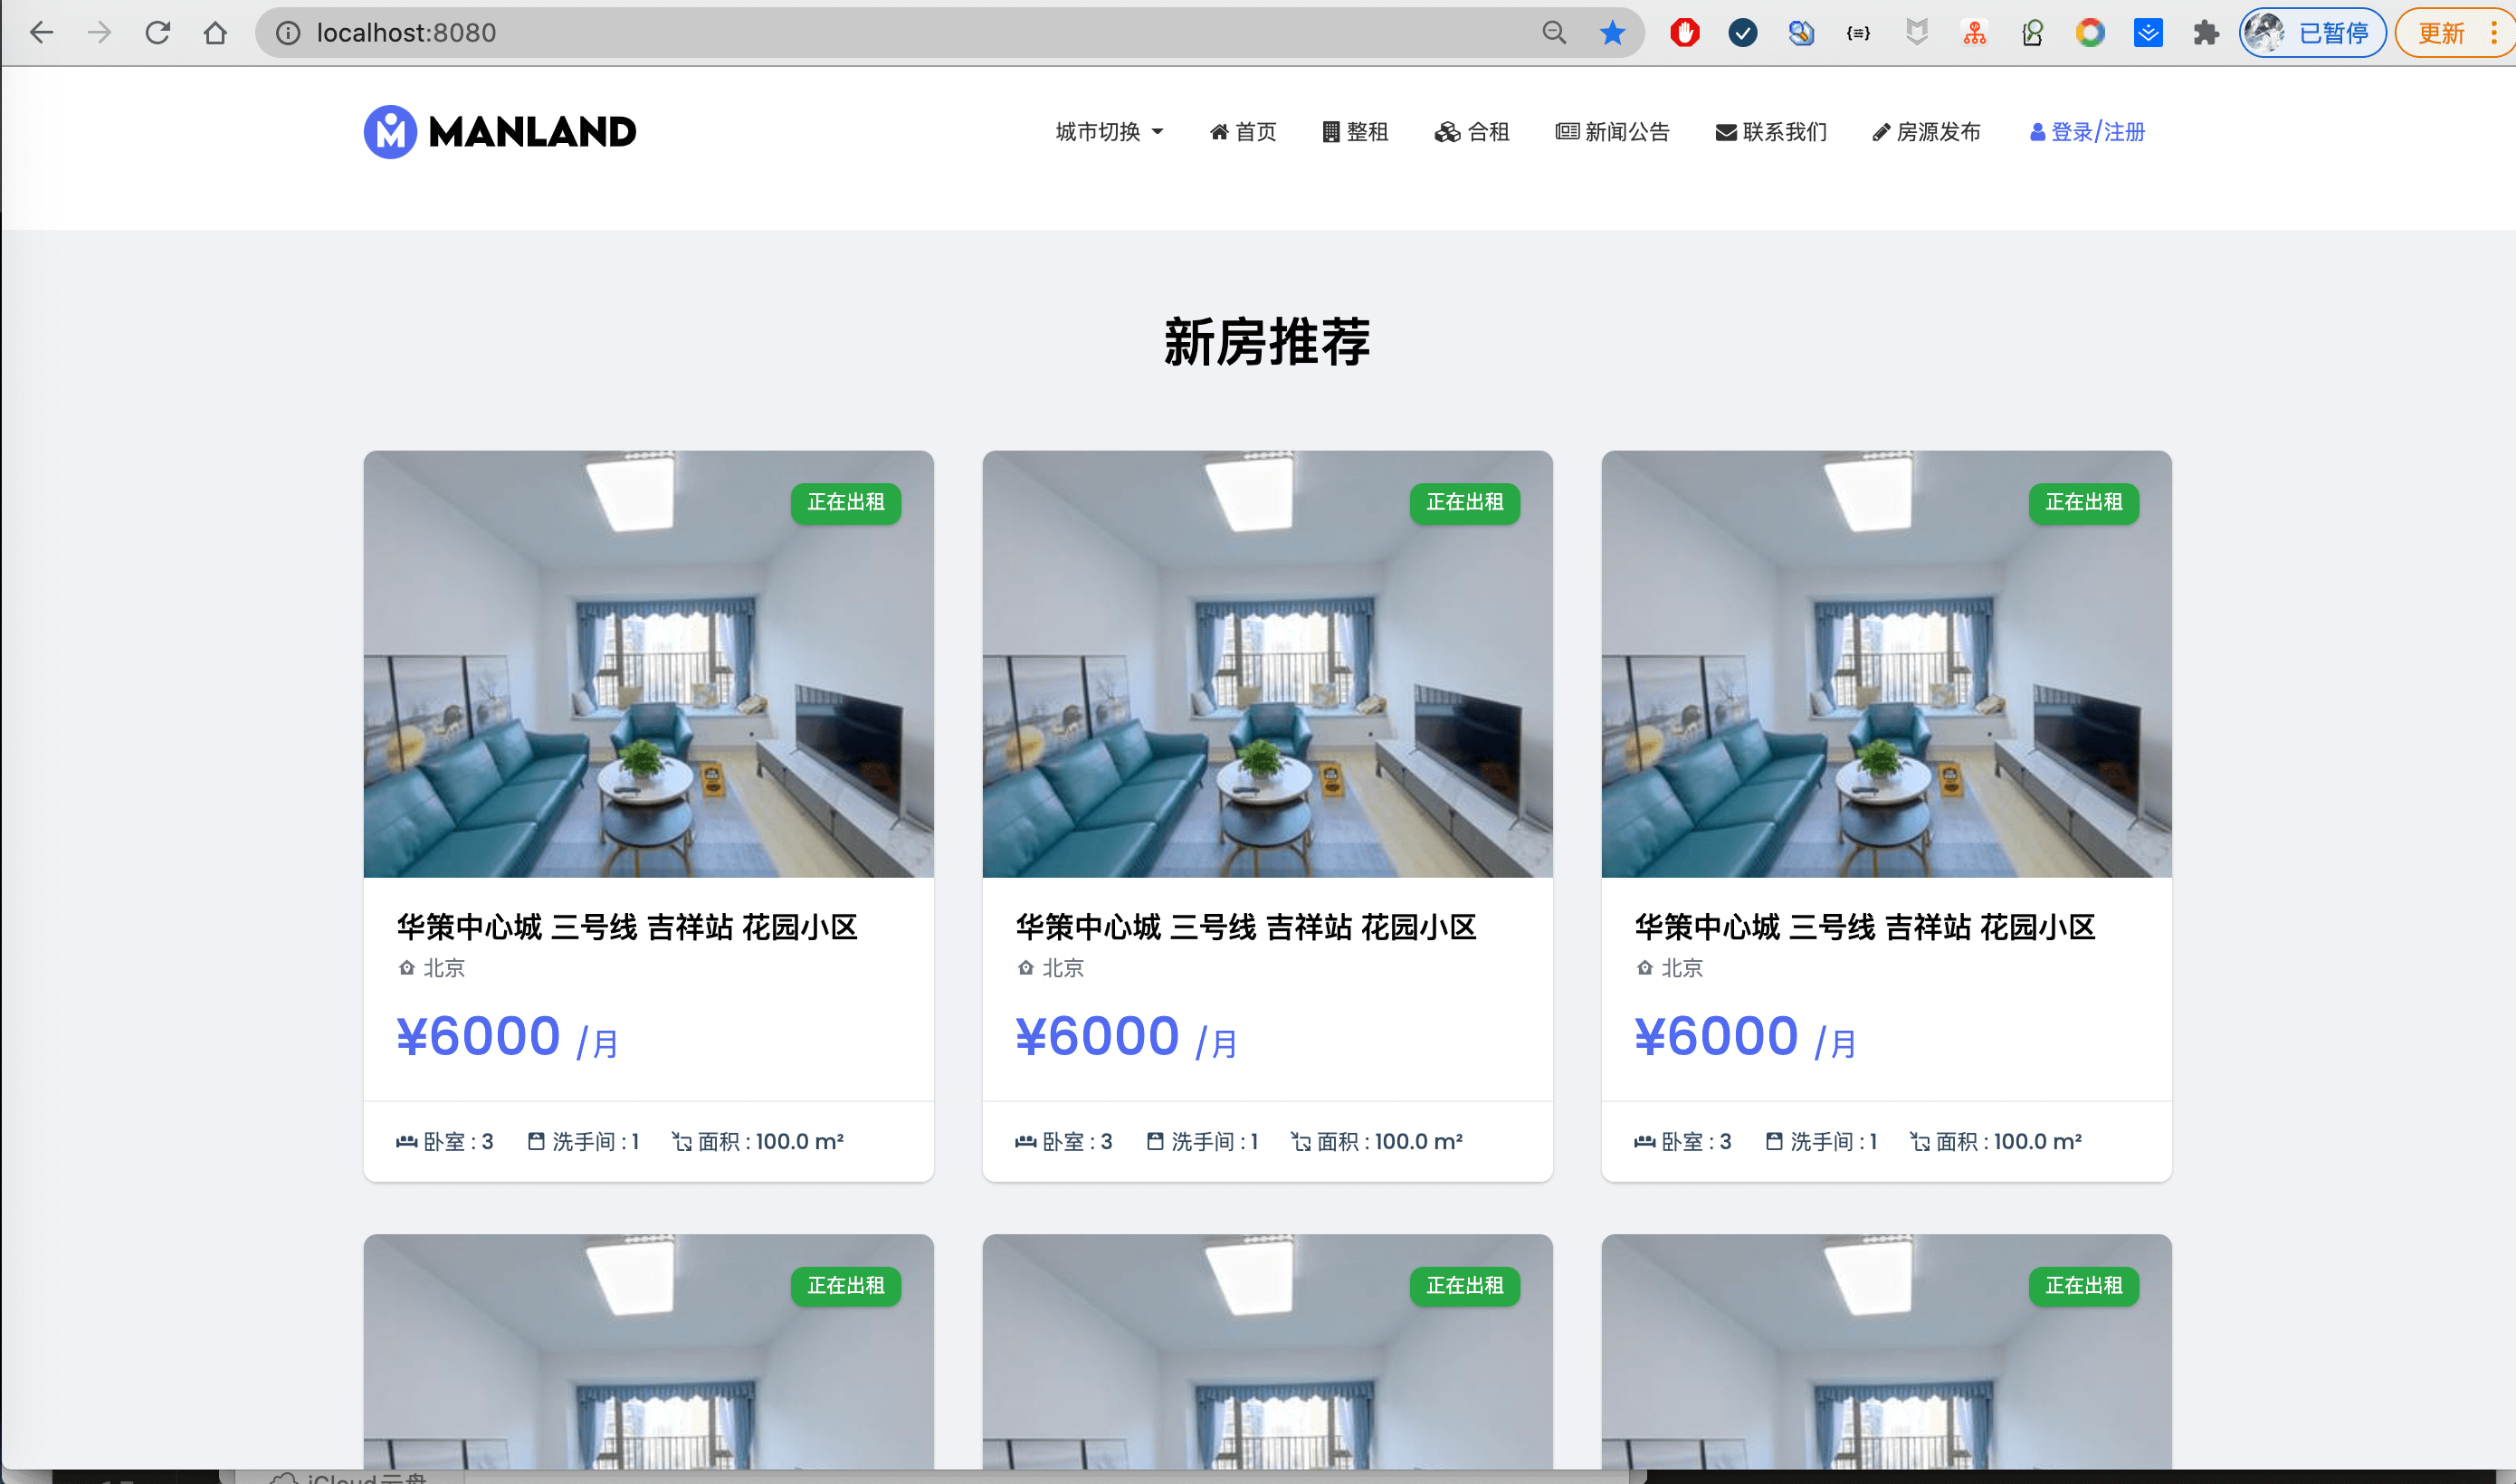 localhost:8080
已暂停
更新
MANLAND
城市切换 首页 整租 合租 新闻公告 联系我们 房源发布 登录/注册
新房推荐
正在出租 正在出租 正在出租
华策中心城 三号线 吉祥站 花园小区 华策中心城 三号线 吉祥站 花园小区 华策中心城 三号线 吉祥站 花园小区
北京 北京 北京
¥6000 /月 ¥6000 /月 ¥6000 /月
卧室 : 3 洗手间 : 1 面积 : 100.0 m² 卧室 : 3 洗手间 : 1 面积 : 100.0 m² 卧室 : 3 洗手间 : 1 面积 : 100.0 m²
正在出租 正在出租 正在出租
iCloud云盘